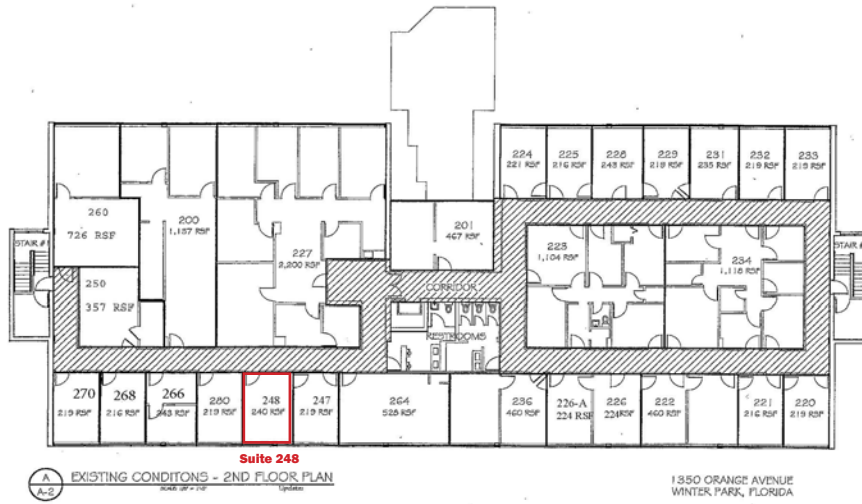 224
221 RSF
225
216 RSF
228
243 RSF
229
219 RSF
231
235 RSF
232
219 RSF
233
219 RSF
260
726 RSF
200
1,137 RSF
227
2,200 RSF
201
467 RSF
223
1,104 RSF
234
1,118 RSF
STAIR #
STAIR #
250
357 RSF
CORRIDOR
RESTROOMS
270
219 RSF
268
216 RSF
266
243 RSF
280
219 RSF
248
240 RSF
247
219 RSF
264
528 RSF
236
460 RSF
226-A
224 RSF
226
224RSF
222
460 RSF
221
216 RSF
220
219 RSF
Suite 248
A
A-2
EXISTING CONDITONS - 2ND FLOOR PLAN
1350 ORANGE AVENUE
WINTER PARK, FLORIDA